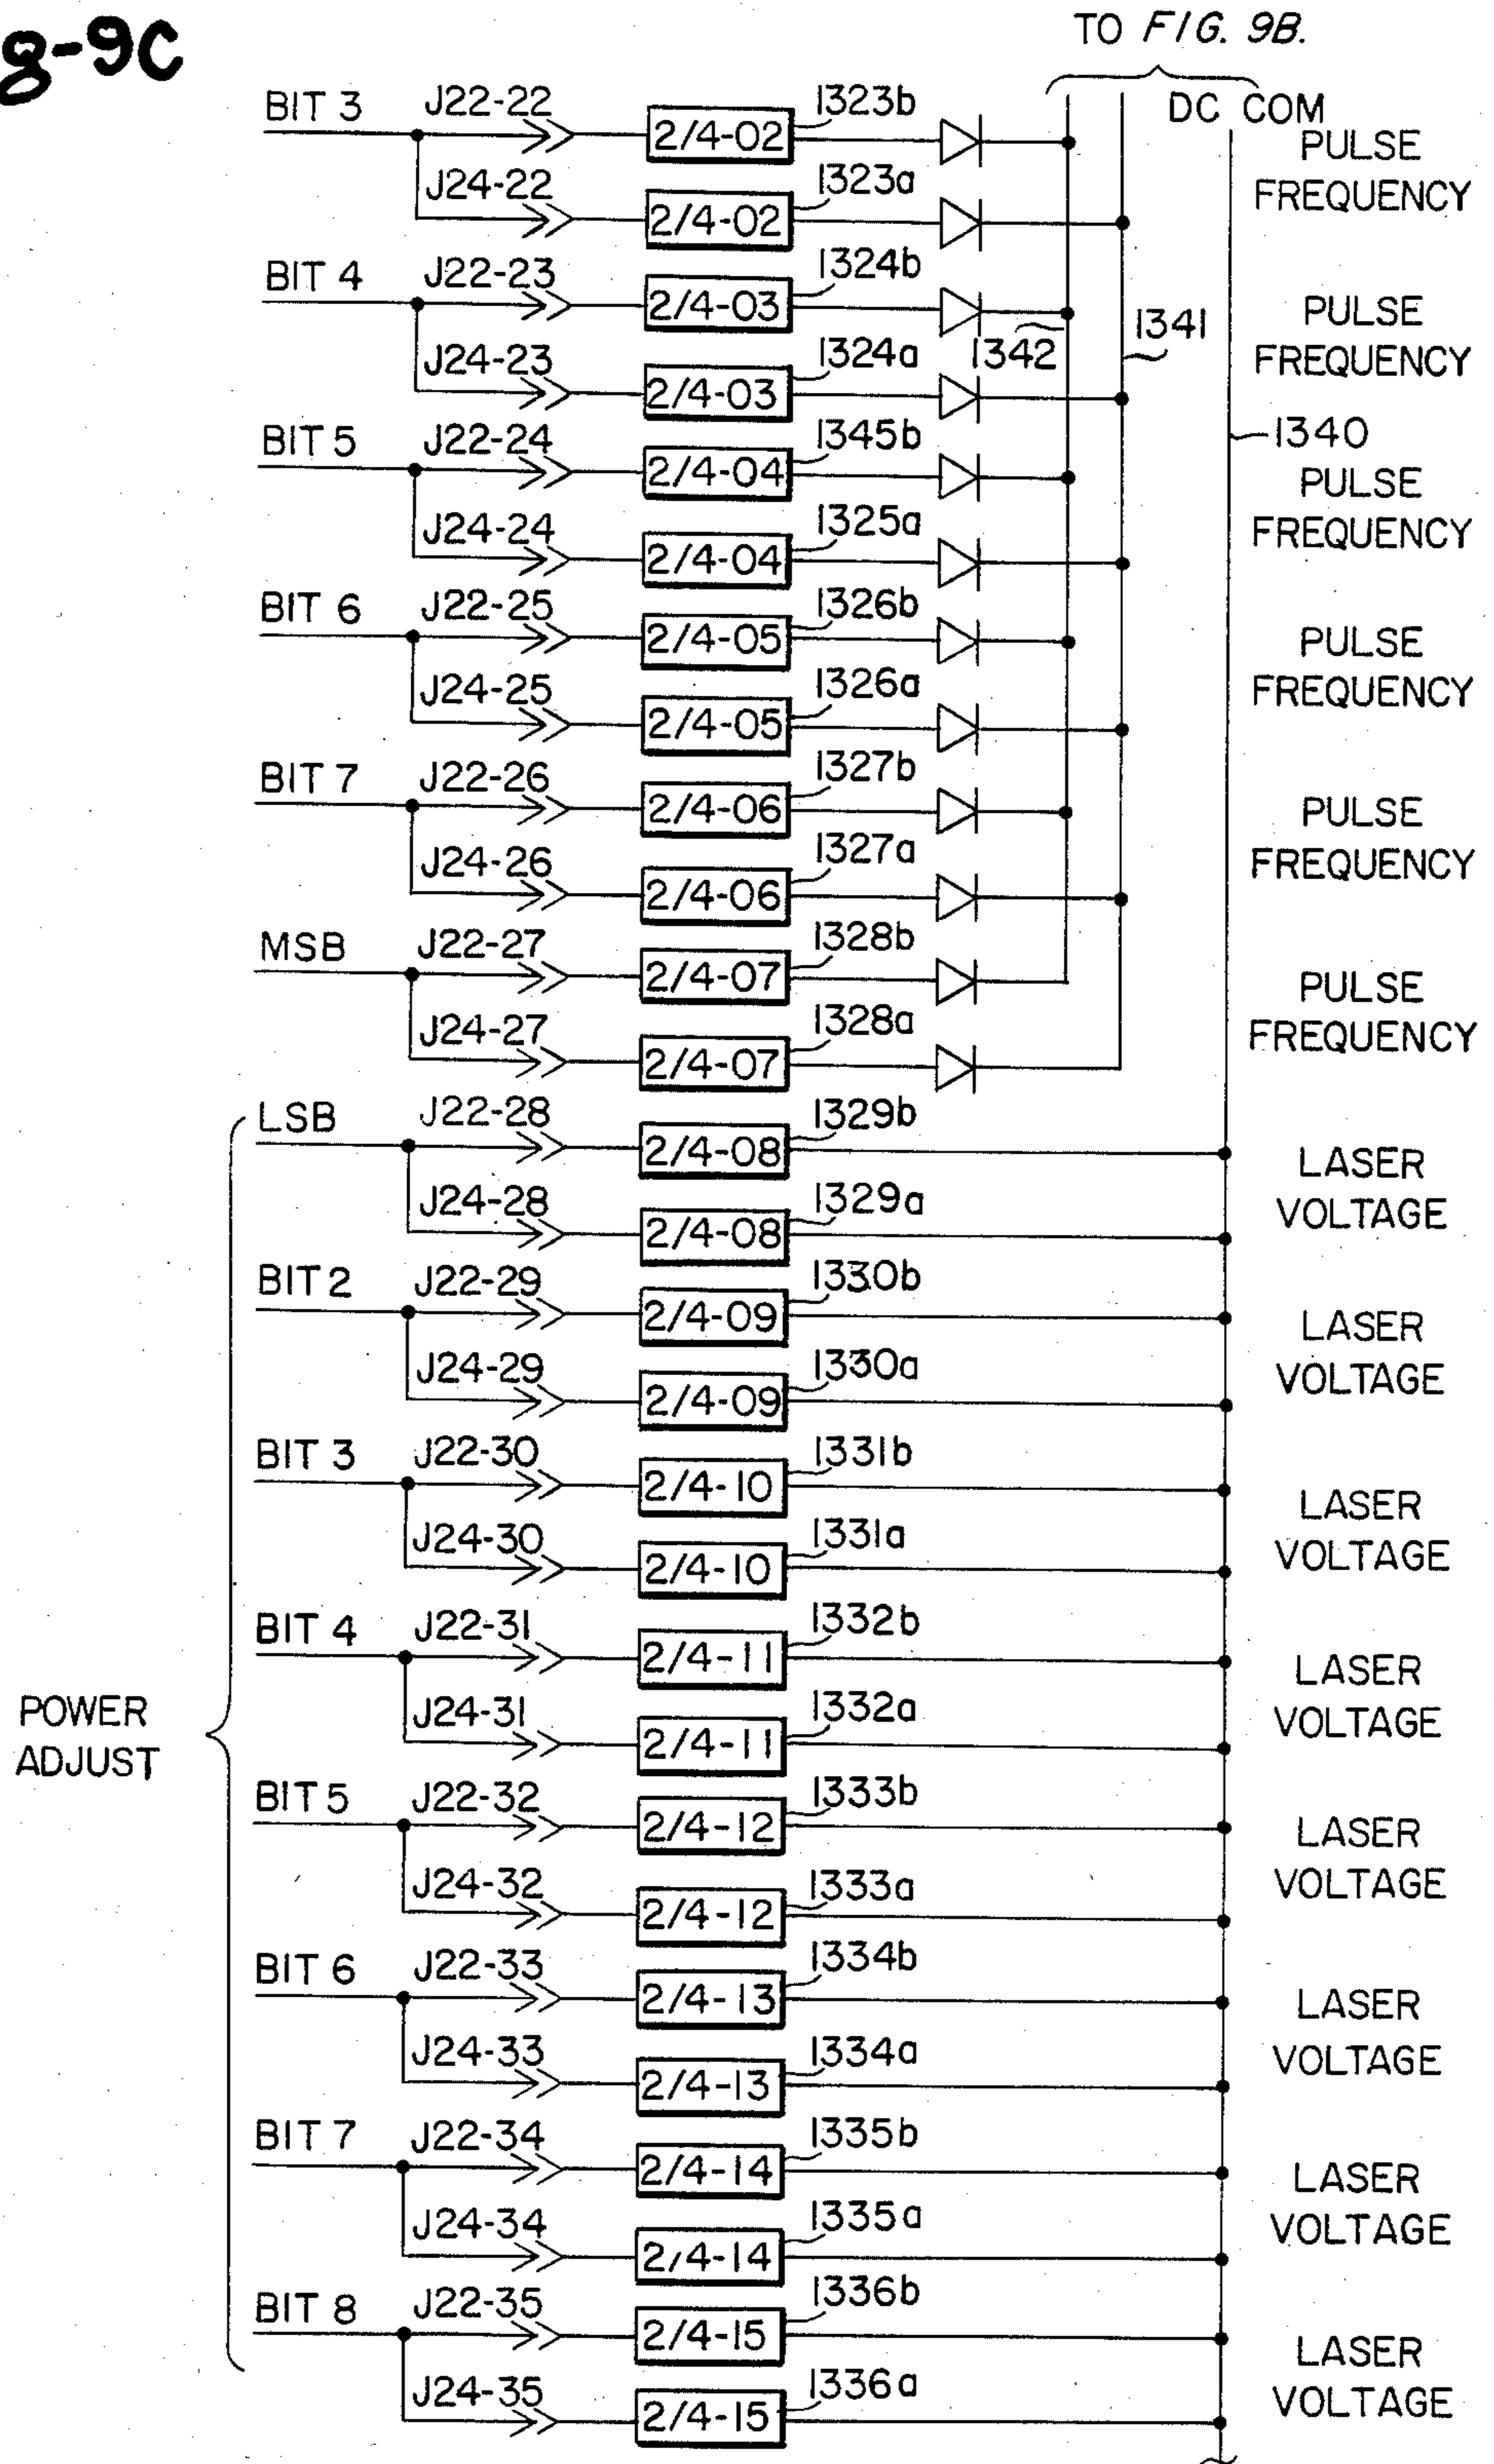 g-9C
TO FIG. 9B.
DC COM
BIT 3 J22-22 2/4-02 1323b PULSE
J24-22 2/4-02 1323a FREQUENCY
BIT 4 J22-23 2/4-03 1324b 1342 1341 PULSE
J24-23 2/4-03 1324a FREQUENCY
1340
BIT 5 J22-24 2/4-04 1345b PULSE
J24-24 2/4-04 1325a FREQUENCY
BIT 6 J22-25 2/4-05 1326b PULSE
J24-25 2/4-05 1326a FREQUENCY
BIT 7 J22-26 2/4-06 1327b PULSE
J24-26 2/4-06 1327a FREQUENCY
MSB J22-27 2/4-07 1328b PULSE
J24-27 2/4-07 1328a FREQUENCY
LSB J22-28 2/4-08 1329b LASER
J24-28 2/4-08 1329a VOLTAGE
BIT 2 J22-29 2/4-09 1330b LASER
J24-29 2/4-09 1330a VOLTAGE
BIT 3 J22-30 2/4-10 1331b LASER
J24-30 2/4-10 1331a VOLTAGE
BIT 4 J22-31 2/4-11 1332b LASER
J24-31 2/4-11 1332a VOLTAGE
POWER
ADJUST
BIT 5 J22-32 2/4-12 1333b LASER
J24-32 2/4-12 1333a VOLTAGE
BIT 6 J22-33 2/4-13 1334b LASER
J24-33 2/4-13 1334a VOLTAGE
BIT 7 J22-34 2/4-14 1335b LASER
J24-34 2/4-14 1335a VOLTAGE
BIT 8 J22-35 2/4-15 1336b LASER
J24-35 2/4-15 1336a VOLTAGE